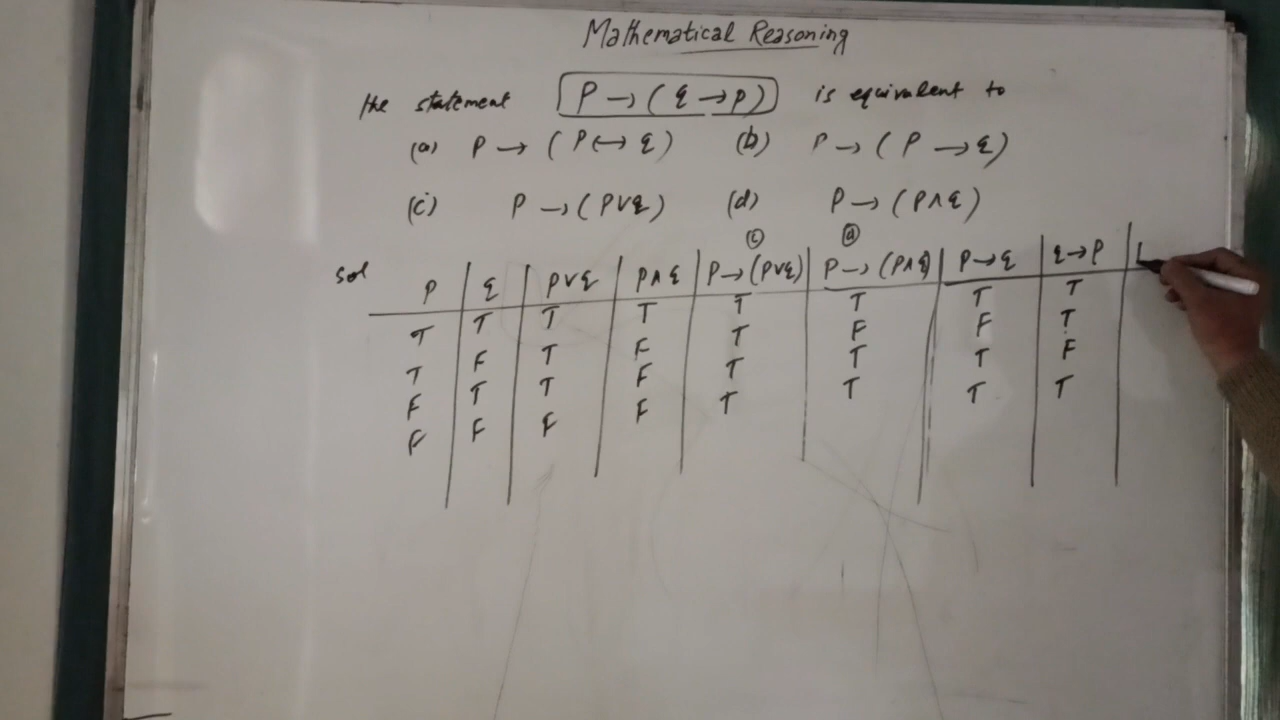 Mathematical Reasoning
the statement P → (q → p) is equivalent to
(a) P → (P ↔ q) (b) P → (P → q)
(c) P → (P ∨ q) (d) P → (P ∧ q)
(c) (d)
Sol P q P∨q P∧q P → (P∨q) P → (P∧q) P → q q → P
T T T T T T T T
T F T F T F F T
F T T F T T T F
F F F F T T T T